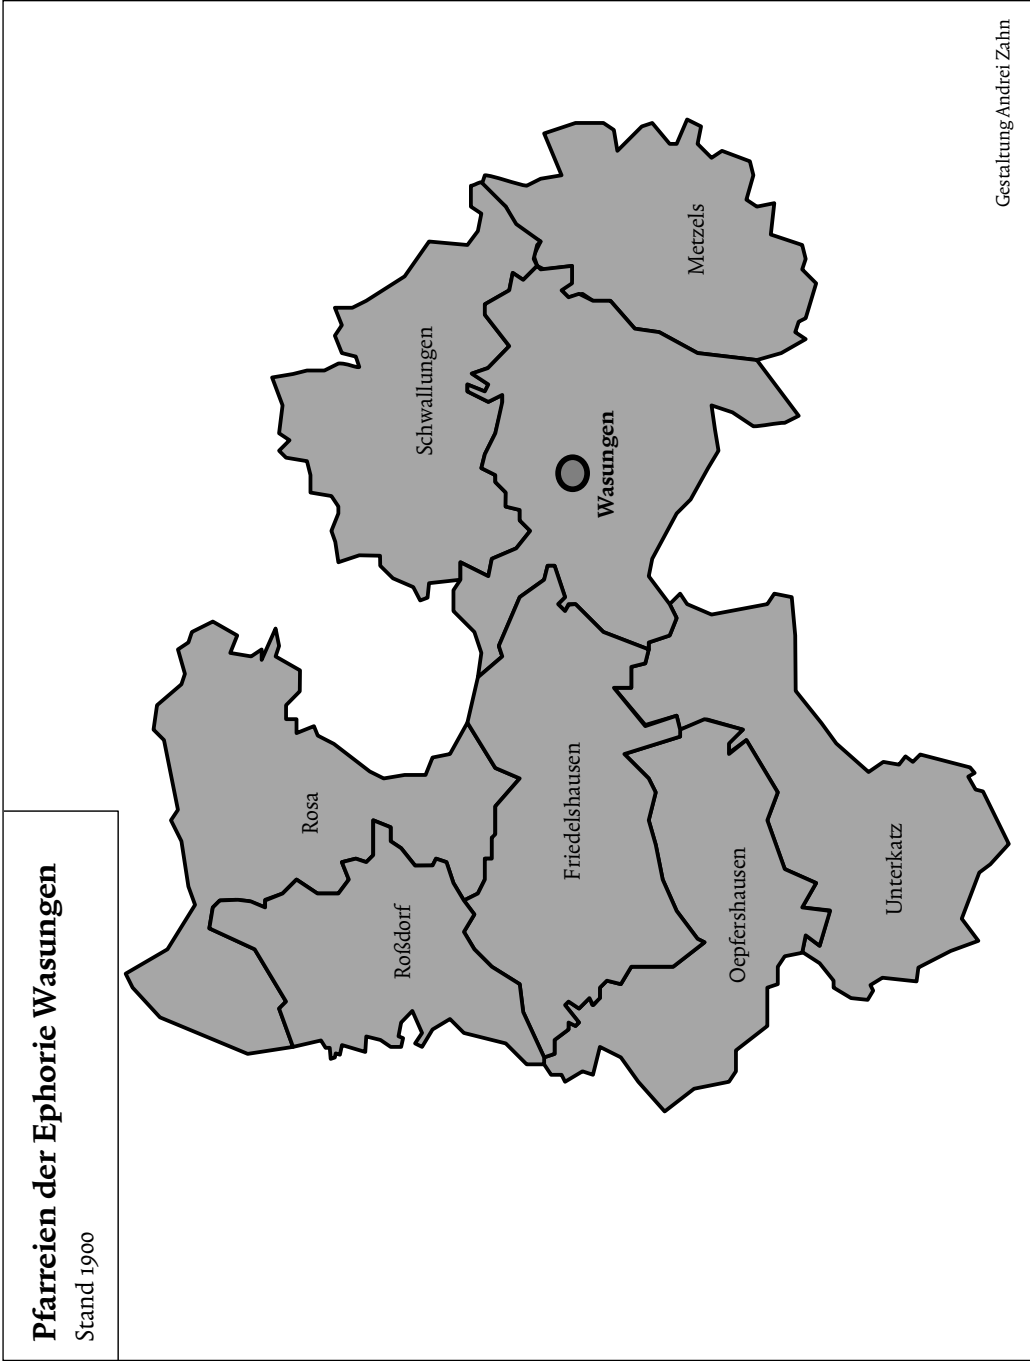 Pfarreien der Ephorie Wasungen
Stand 1900
Rosa
Roßdorf
Schwallungen
Friedelshausen
Wasungen
Metzels
Oepfershausen
Unterkatz
Gestaltung Andrei Zahn